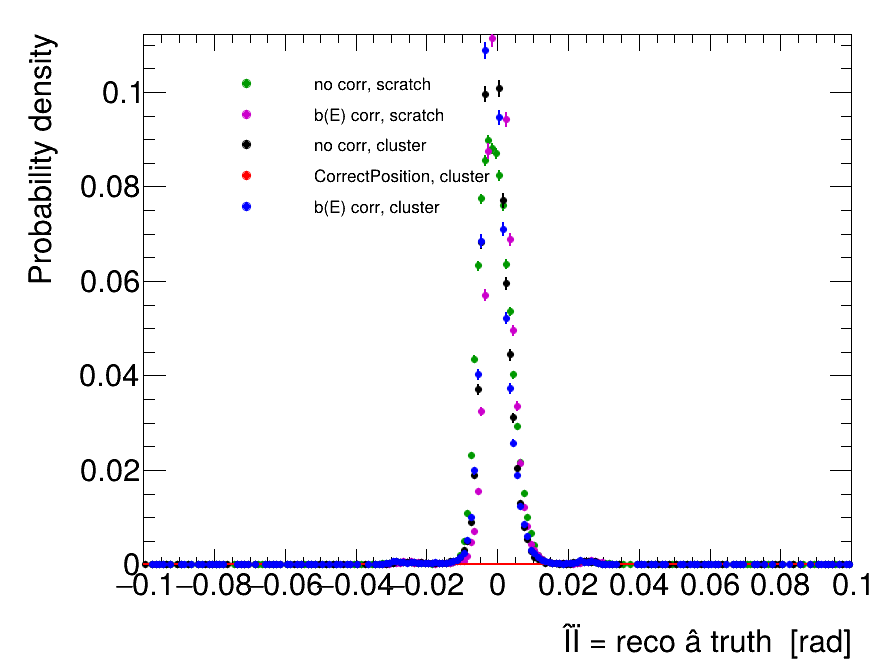 Probability density
no corr, scratch
b(E) corr, scratch
no corr, cluster
CorrectPosition, cluster
b(E) corr, cluster
0.1
0.08
0.06
0.04
0.02
0
−0.1 −0.08 −0.06 −0.04 −0.02 0 0.02 0.04 0.06 0.08 0.1
ÎÏ = reco â truth [rad]